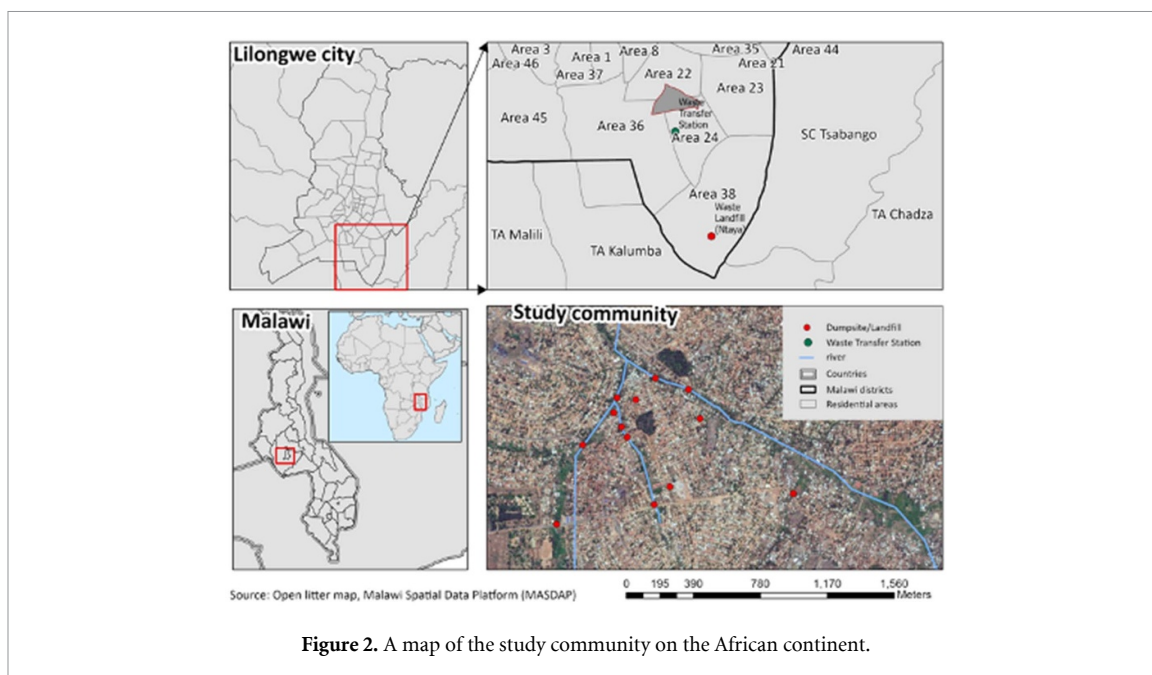 Lilongwe city
Area 3
Area 46
Area 1
Area 37
Area 8
Area 35
Area 44
Area 21
Area 22
Area 23
Area 45
Area 36
Waste
Transfer
Station
Area 24
SC Tsabango
Area 38
Waste
Landfill
(Ntaya)
TA Malili
TA Kalumba
TA Chadza
Malawi
Study community
Dumpsite/Landfill
Waste Transfer Station
river
Countries
Malawi districts
Residential areas
Source: Open litter map, Malawi Spatial Data Platform (MASDAP)
0 195 390 780 1,170 1,560
Meters
Figure 2. A map of the study community on the African continent.